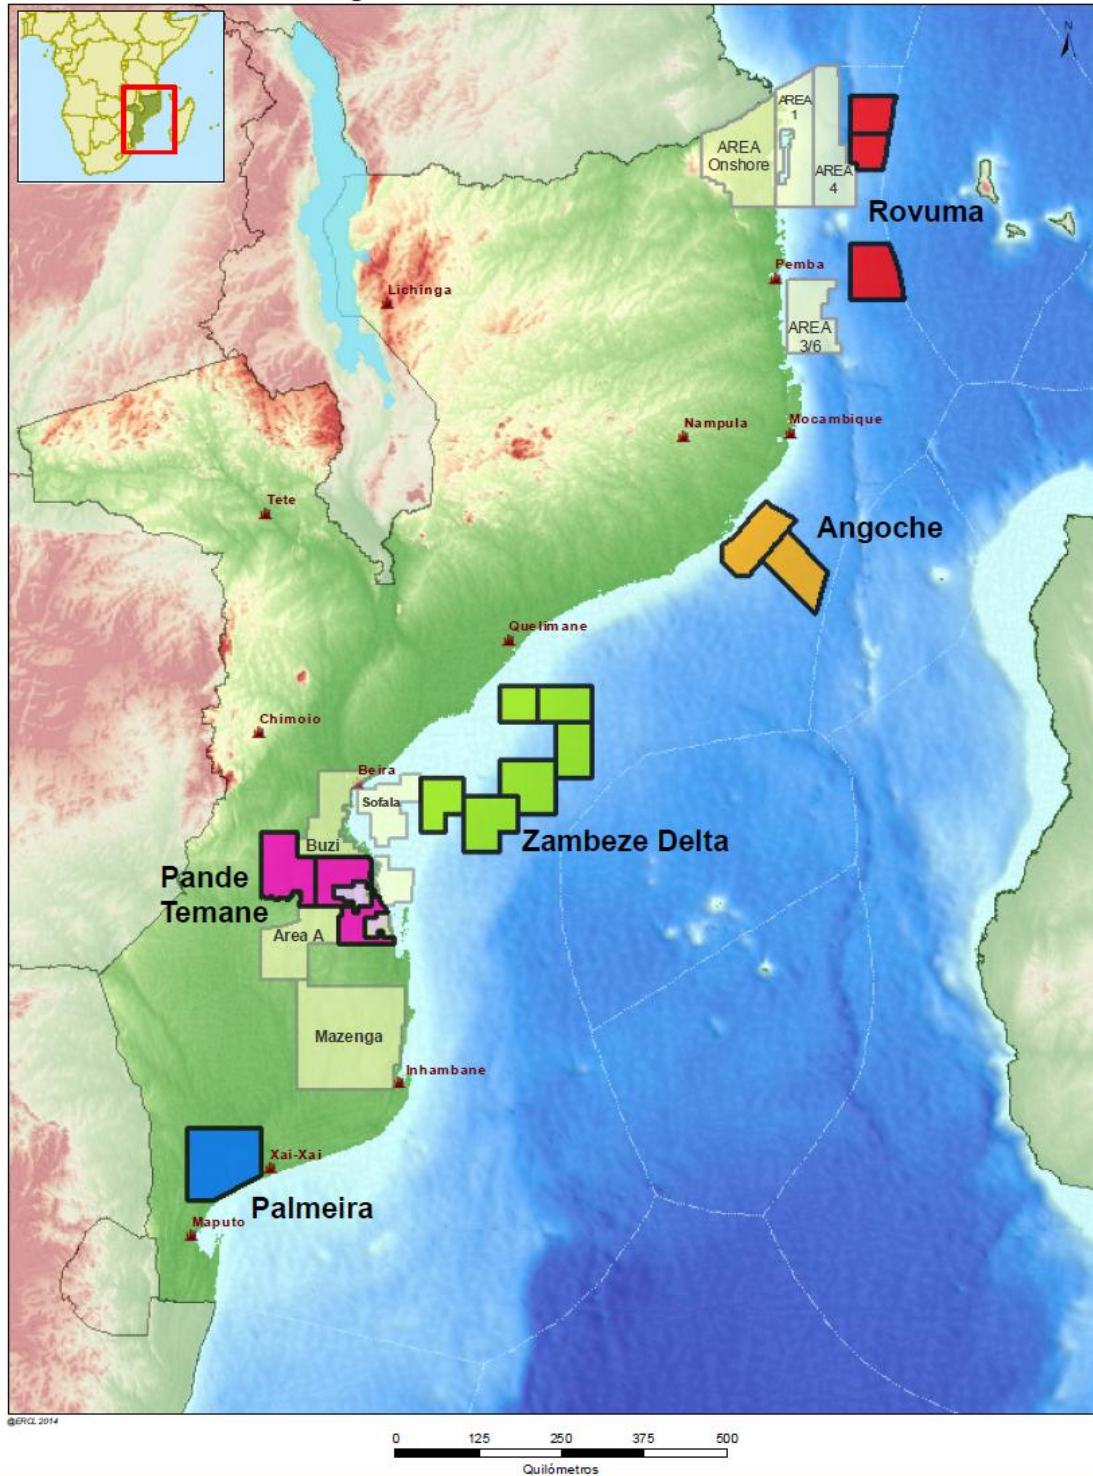 N
AREA
1
AREA
Onshore
AREA
4
Rovuma
Pemba
Lichinga
AREA
3/6
Nampula
Mocambique
Tete
Angoche
Quelimane
Chimoio
Beira
Sofala
Buzi
Zambeze Delta
Pande
Temane
Area A
Mazenga
Inhambane
Xai-Xai
Palmeira
Maputo
@ERCL 2014
0 125 250 375 500
Quilómetros